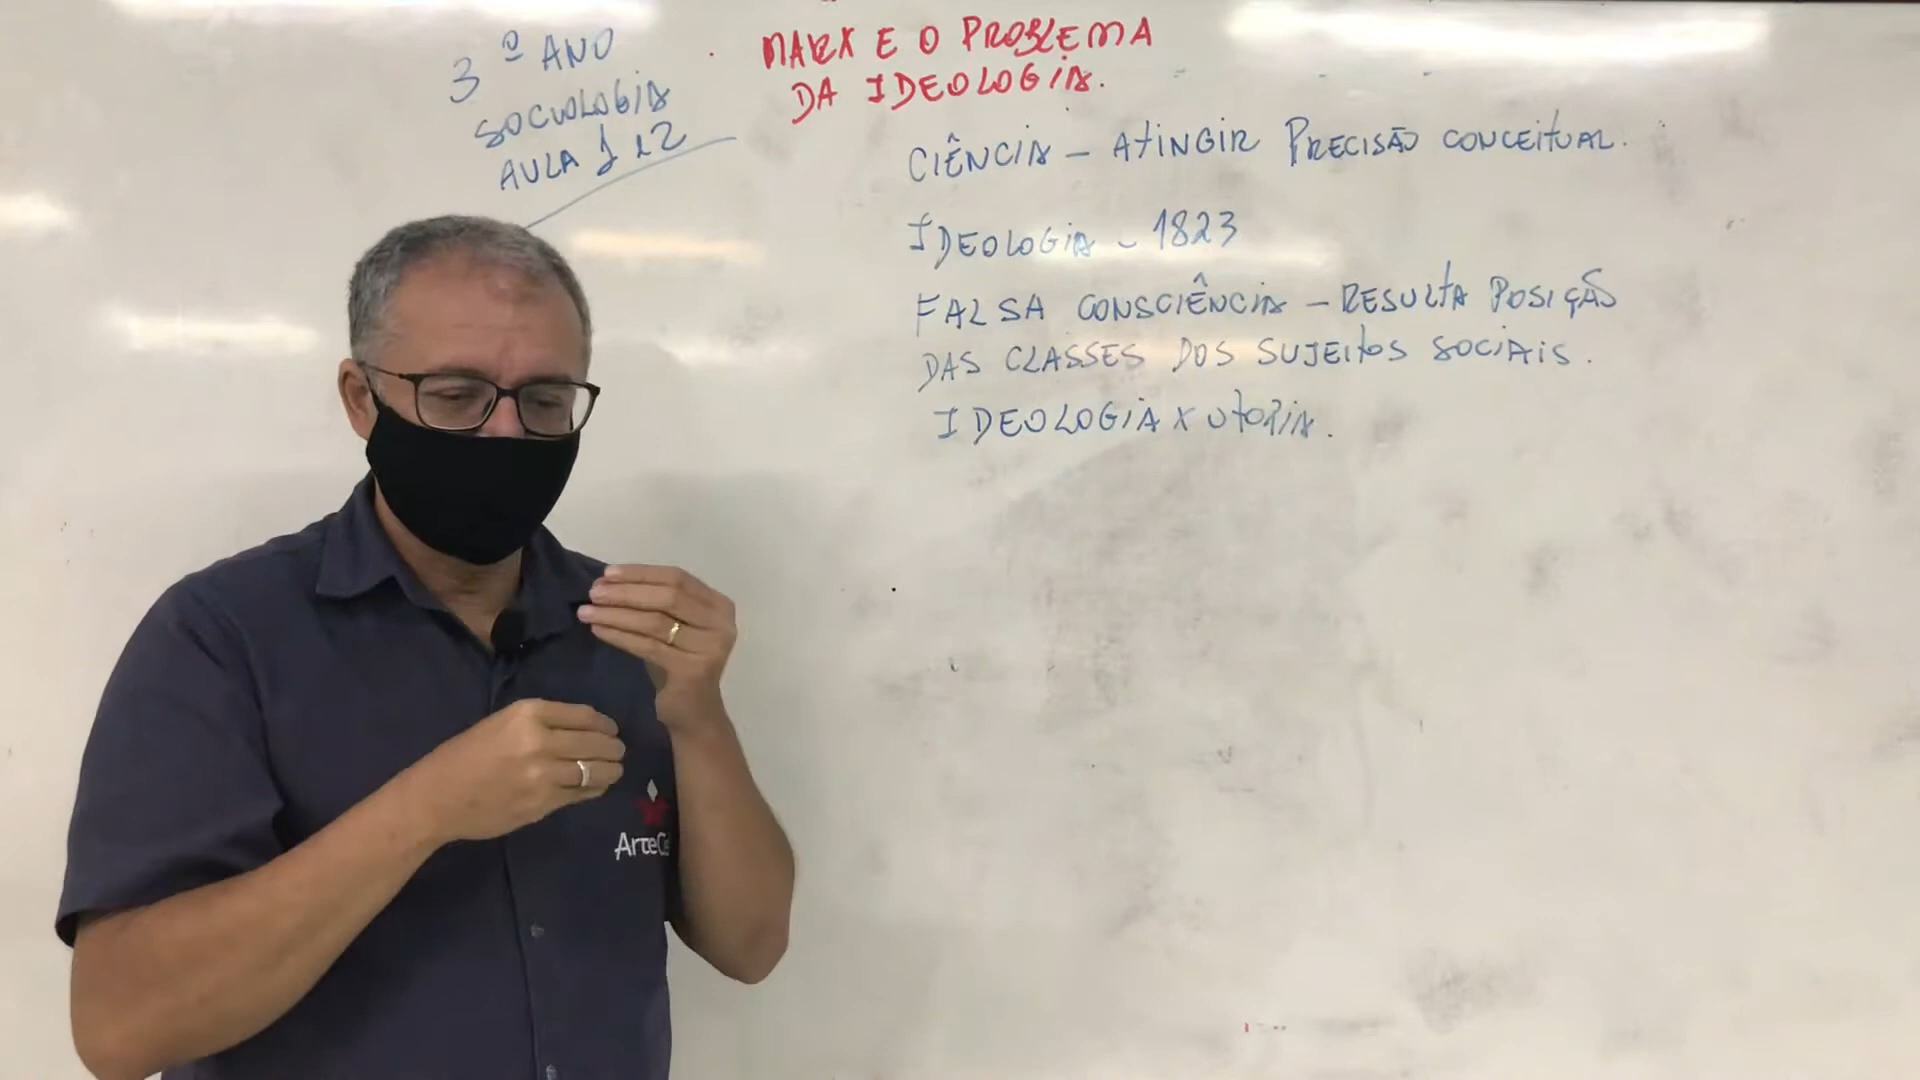 3º ANO
SOCIOLOGIA
AULA 1 e 2
MARX E O PROBLEMA
DA IDEOLOGIA.
CIÊNCIA - ATINGIR PRECISÃO CONCEITUAL.
IDEOLOGIA - 1823
FALSA CONSCIÊNCIA - RESULTA POSIÇÃO
DAS CLASSES DOS SUJEITOS SOCIAIS.
IDEOLOGIA X UTOPIA.
ArteCe